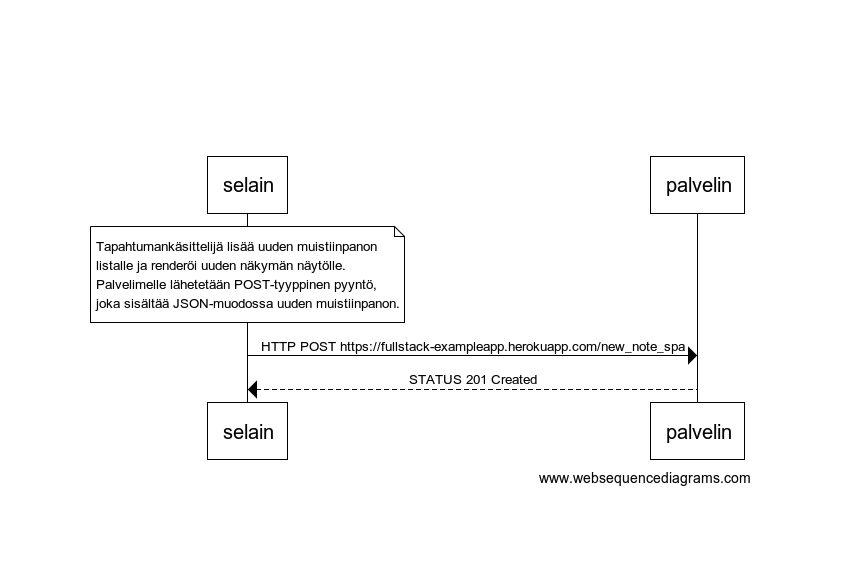 selain
palvelin
Tapahtumankäsittelijä lisää uuden muistiinpanon
listalle ja renderöi uuden näkymän näytölle.
Palvelimelle lähetetään POST-tyyppinen pyyntö,
joka sisältää JSON-muodossa uuden muistiinpanon.
HTTP POST https://fullstack-exampleapp.herokuapp.com/new_note_spa
STATUS 201 Created
selain
palvelin
www.websequencediagrams.com